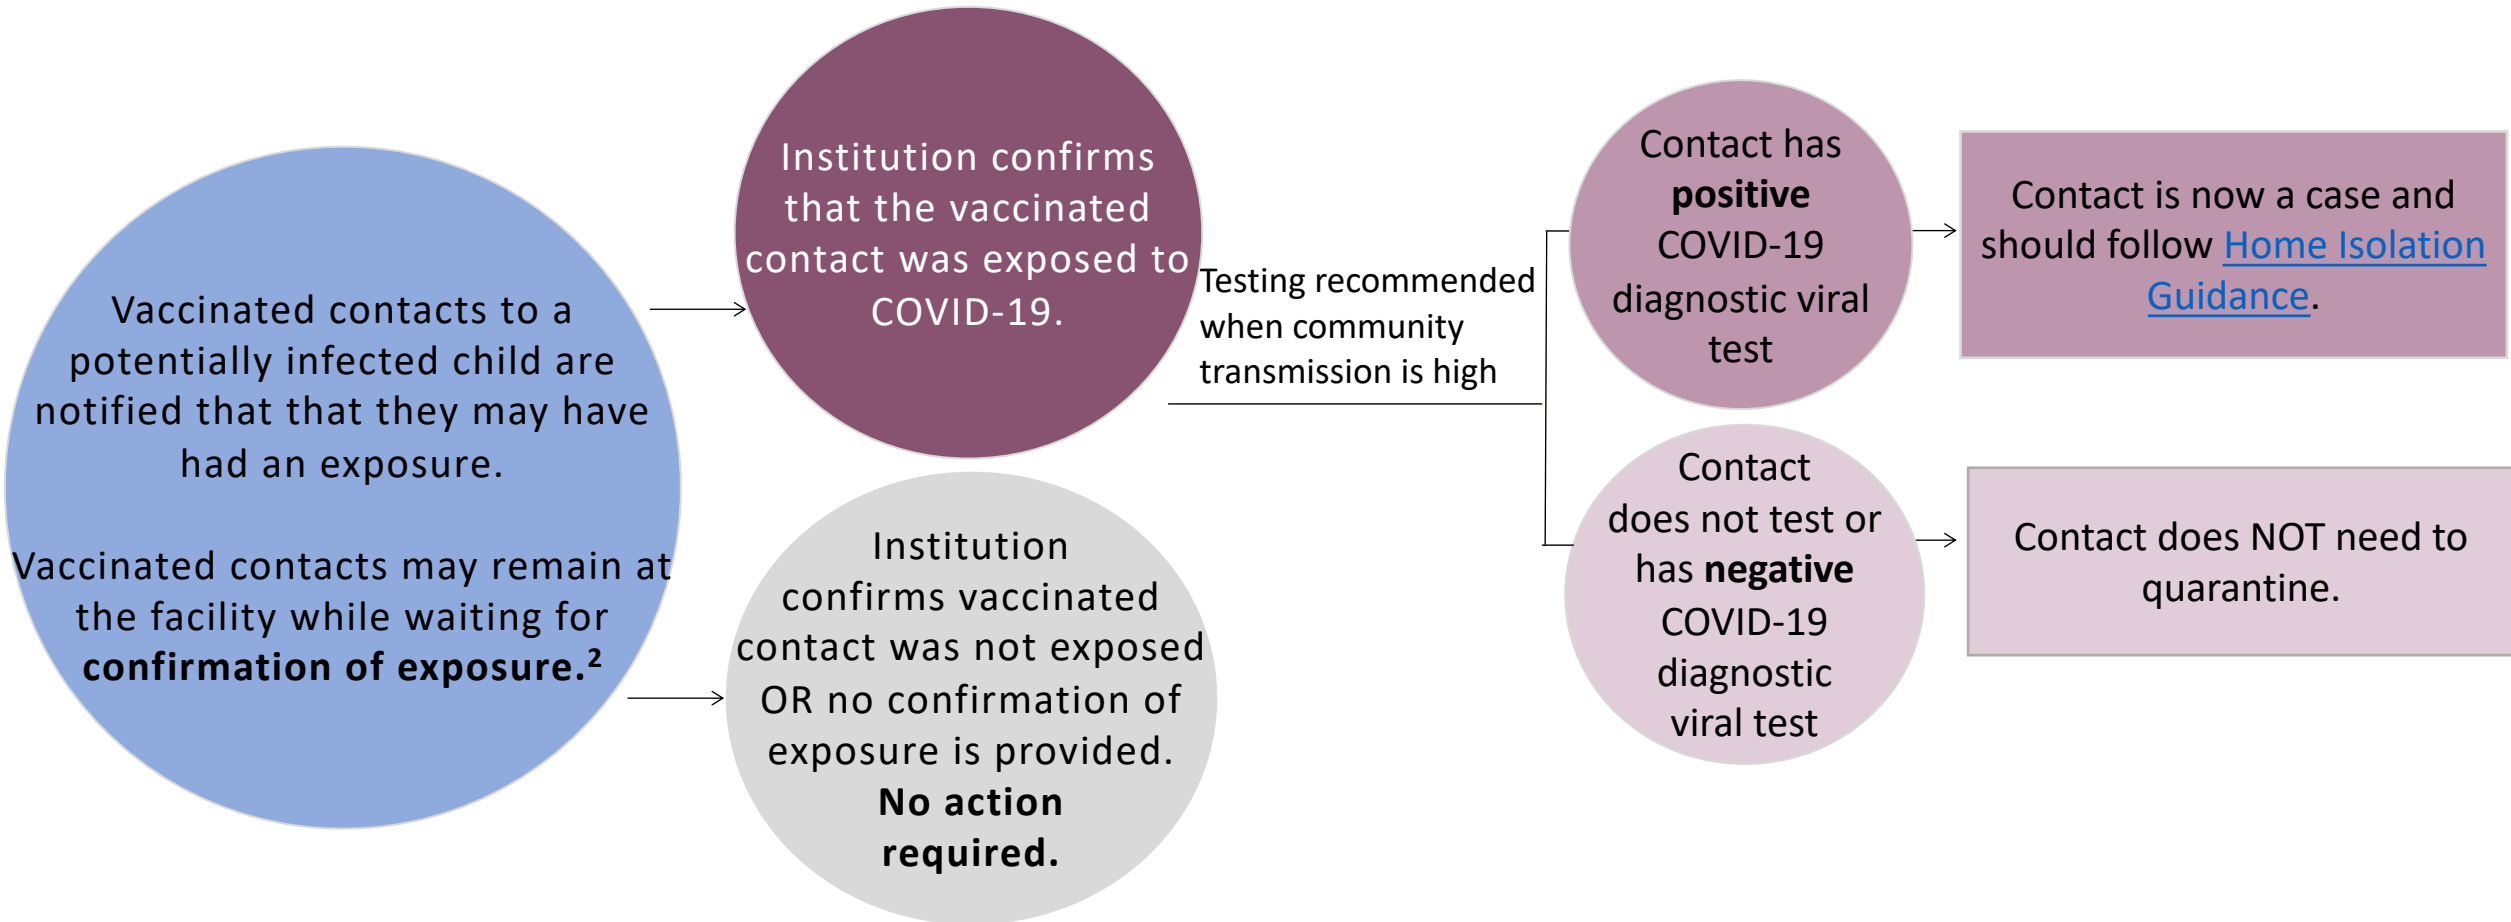 Vaccinated contacts to a
potentially infected child are
notified that that they may have
had an exposure.
Vaccinated contacts may remain at
the facility while waiting for
confirmation of exposure.²
Institution confirms
that the vaccinated
contact was exposed to
COVID-19.
Institution
confirms vaccinated
contact was not exposed
OR no confirmation of
exposure is provided.
No action
required.
Testing recommended
when community
transmission is high
Contact has
positive
COVID-19
diagnostic viral
test
Contact is now a case and
should follow Home Isolation
Guidance.
Contact
does not test or
has negative
COVID-19
diagnostic
viral test
Contact does NOT need to
quarantine.